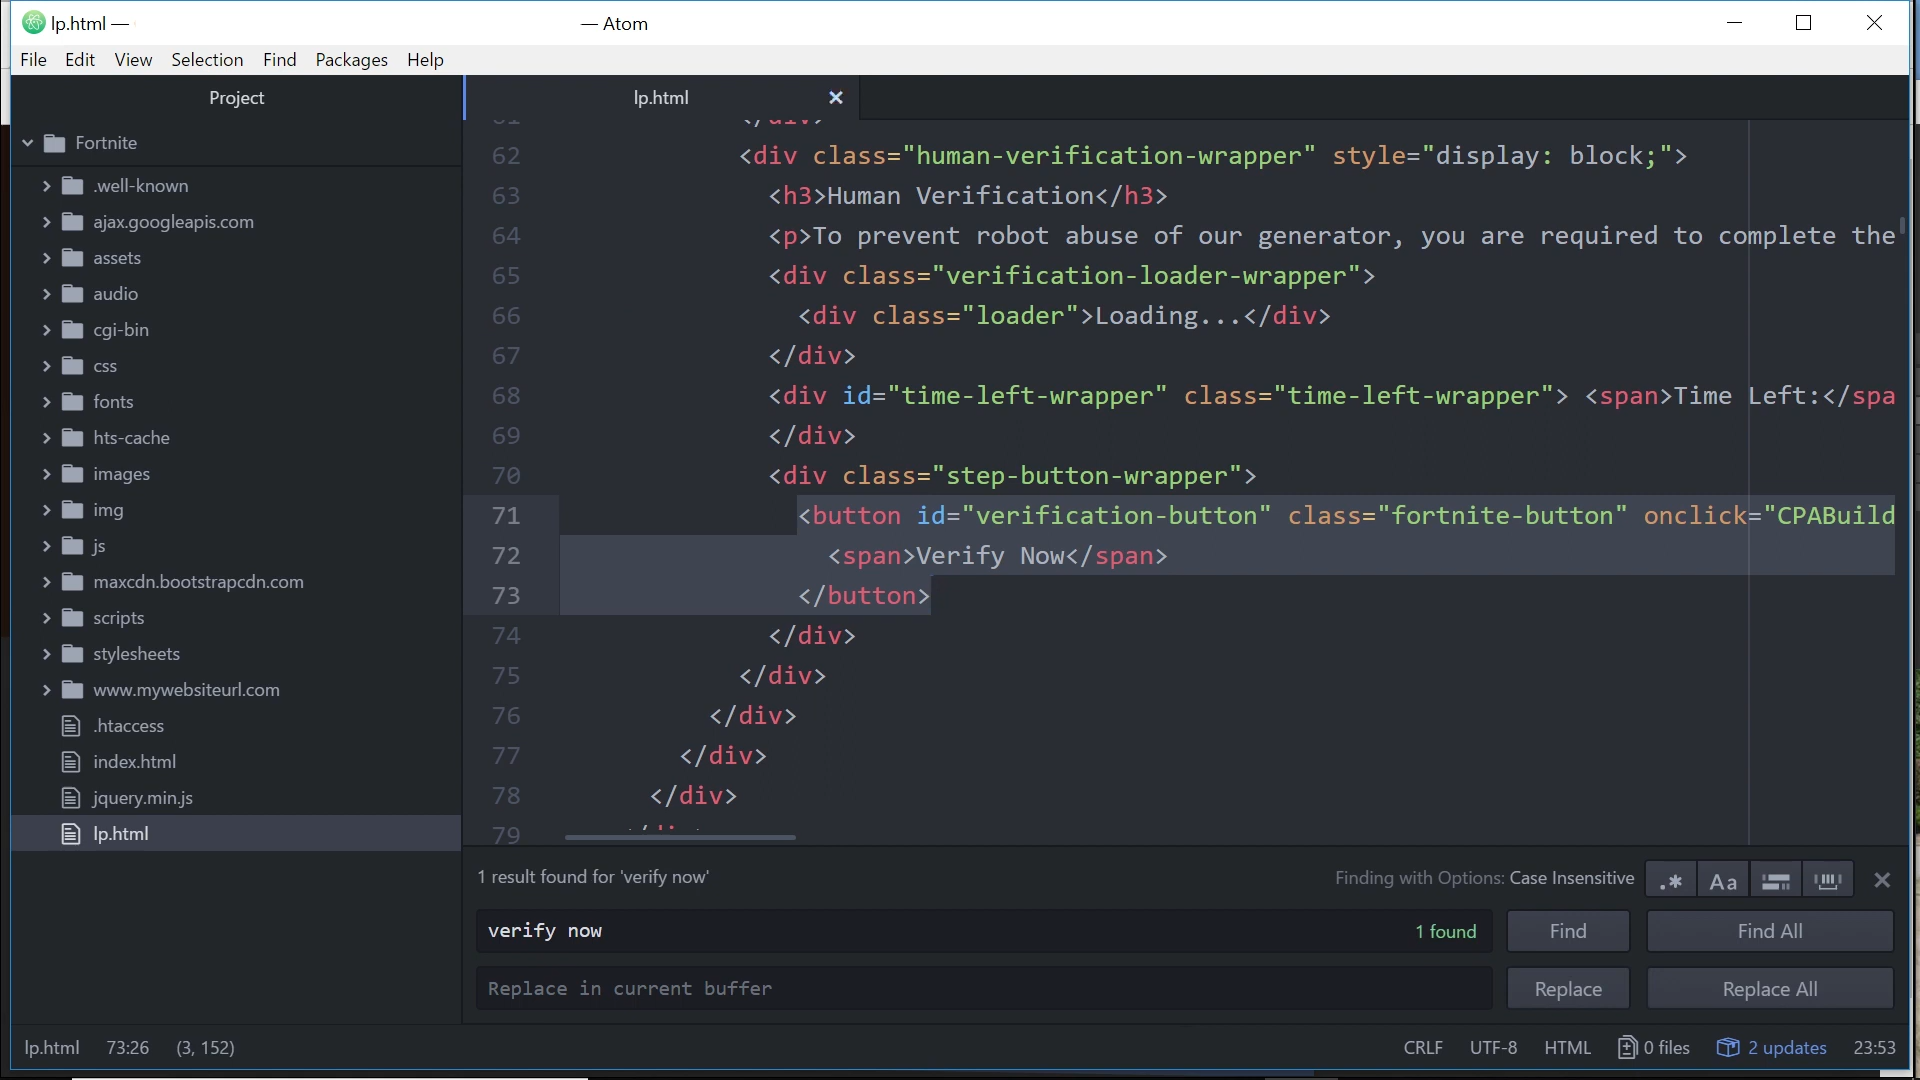 lp.html — — Atom
File Edit View Selection Find Packages Help
Project
lp.html
Fortnite
.well-known
ajax.googleapis.com
assets
audio
cgi-bin
css
fonts
hts-cache
images
img
js
maxcdn.bootstrapcdn.com
scripts
stylesheets
www.mywebsiteurl.com
.htaccess
index.html
jquery.min.js
lp.html
61 </div>
62 <div class="human-verification-wrapper" style="display: block;">
63 <h3>Human Verification</h3>
64 <p>To prevent robot abuse of our generator, you are required to complete the
65 <div class="verification-loader-wrapper">
66 <div class="loader">Loading...</div>
67 </div>
68 <div id="time-left-wrapper" class="time-left-wrapper"> <span>Time Left:</spa
69 </div>
70 <div class="step-button-wrapper">
71 <button id="verification-button" class="fortnite-button" onclick="CPABuild
72 <span>Verify Now</span>
73 </button>
74 </div>
75 </div>
76 </div>
77 </div>
78 </div>
79 </div>
1 result found for 'verify now'
Finding with Options: Case Insensitive .* Aa
verify now 1 found Find Find All
Replace in current buffer Replace Replace All
lp.html 73:26 (3, 152) CRLF UTF-8 HTML 0 files 2 updates 23:53